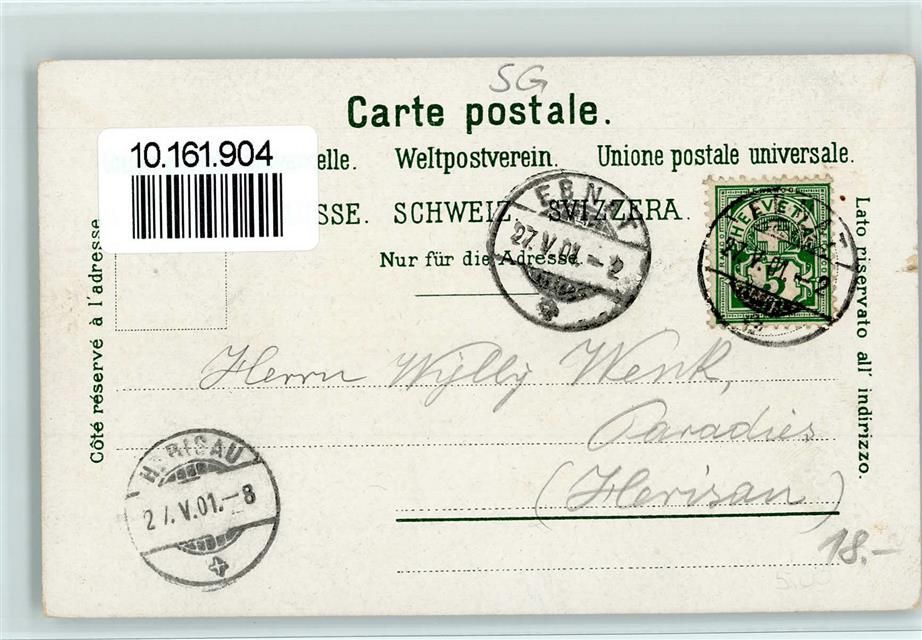 SG
Carte postale.
10.161.904
elle. Weltpostverein. Unione postale universale.
SSE. SCHWEIZ. SVIZZERA.
Nur für die Adresse.
EBNAT
27.V.01.–2
HELVETIA
5
Côté réservé à l'adresse
Lato riservato all' indirizzo.
Herrn Wylly Wenk,
Paradies
(Herisau)
HERISAU
27.V.01.–8
18.–